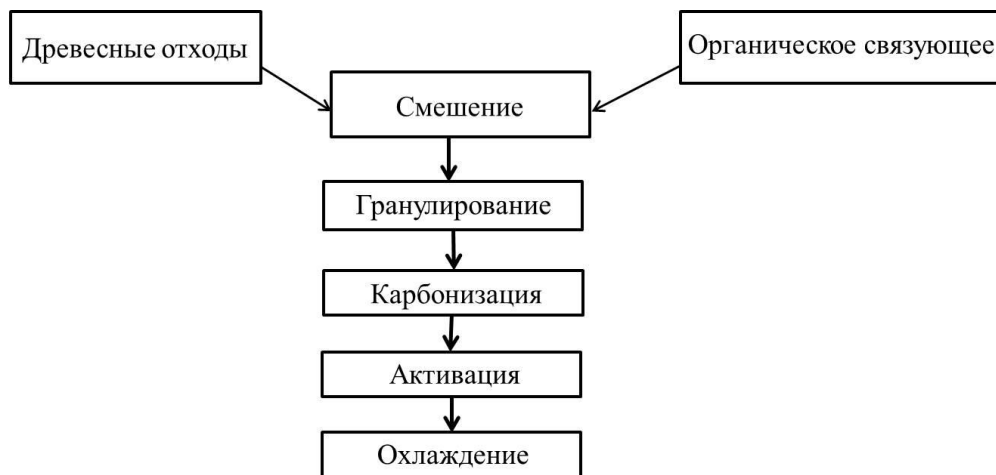 Древесные отходы
Органическое связующее
Смешение
Гранулирование
Карбонизация
Активация
Охлаждение